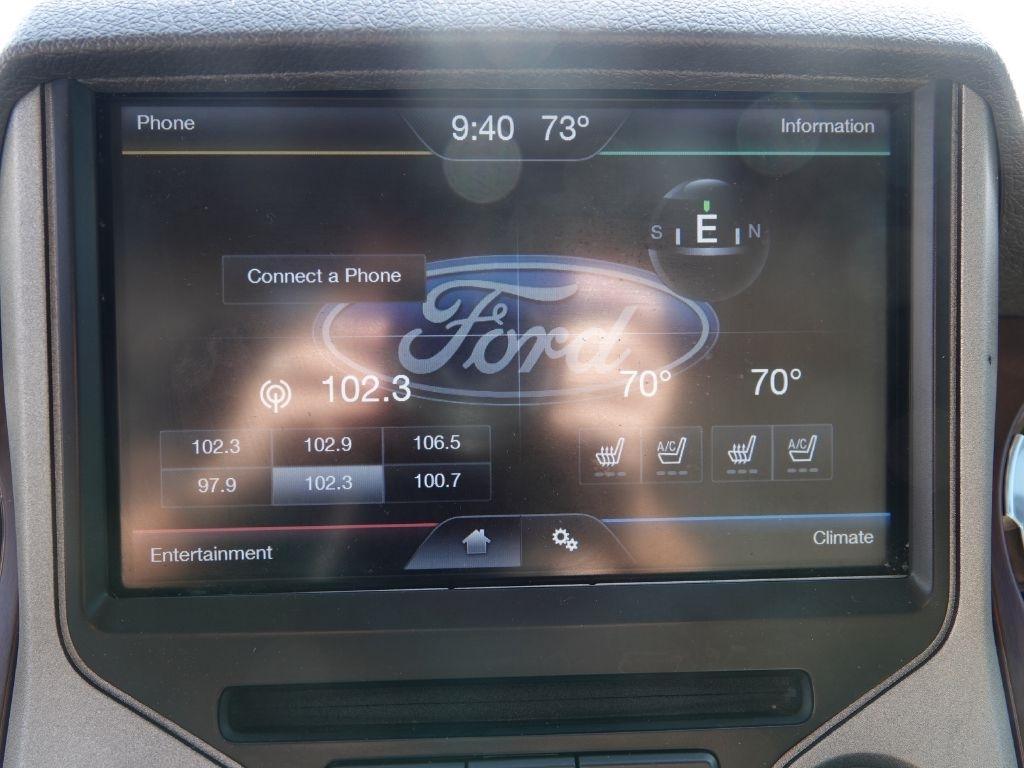 Phone 9:40 73° Information
S E N
Connect a Phone
Ford
102.3 70° 70°
102.3 102.9 106.5 A/C A/C
97.9 102.3 100.7
Entertainment Climate